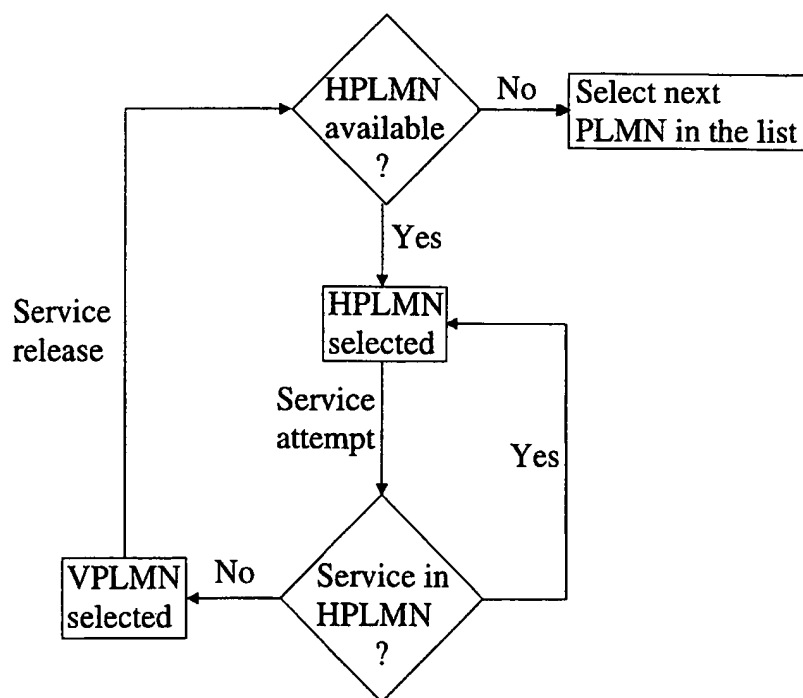 HPLMN
available
?
No
Select next
PLMN in the list
Yes
HPLMN
selected
Service
release
Service
attempt
Yes
Service in
HPLMN
?
No
VPLMN
selected